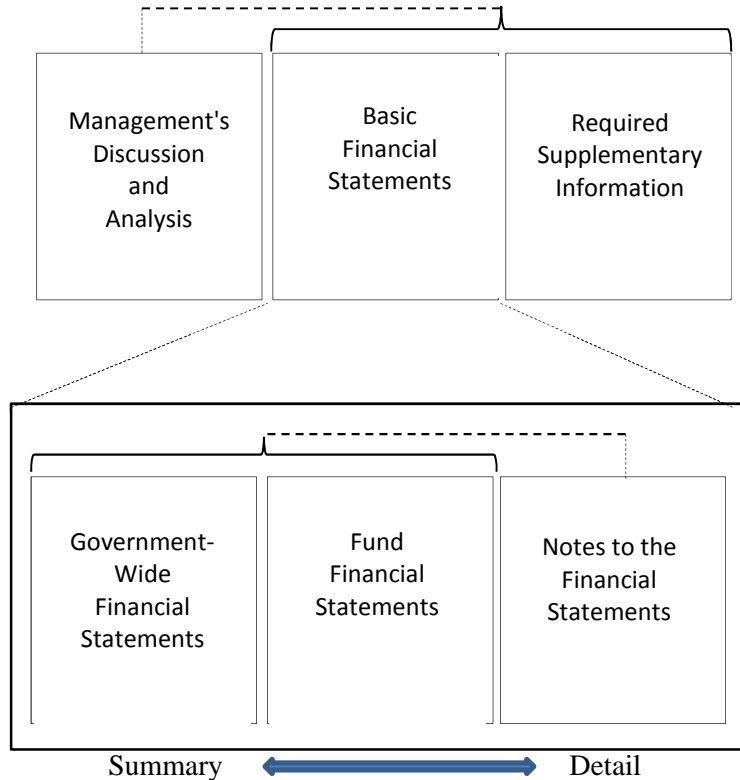 Management's
Discussion
and
Analysis
Basic
Financial
Statements
Required
Supplementary
Information
Government-
Wide
Financial
Statements
Fund
Financial
Statements
Notes to the
Financial
Statements
Summary
Detail